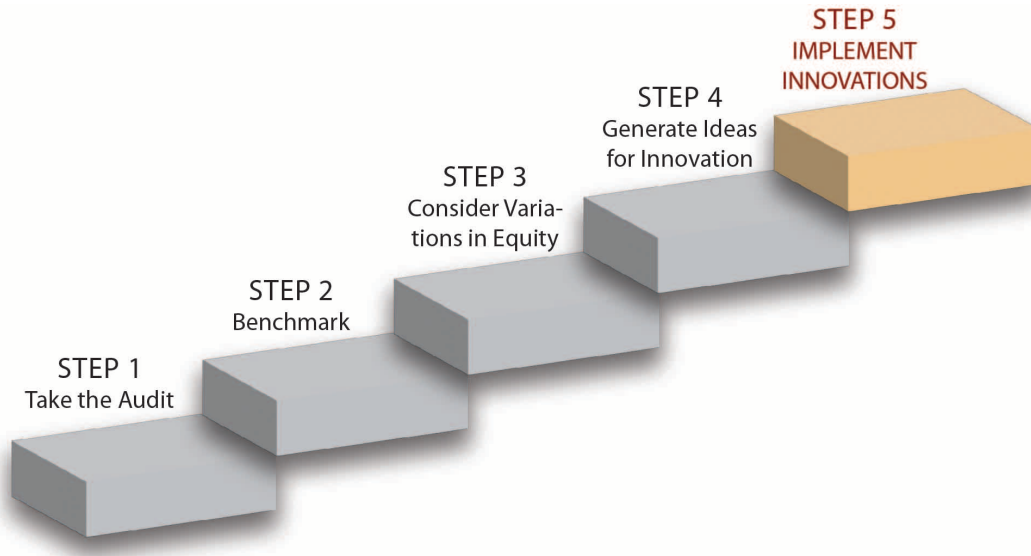 STEP 1
Take the Audit
STEP 2
Benchmark
STEP 3
Consider Varia-
tions in Equity
STEP 4
Generate Ideas
for Innovation
STEP 5
IMPLEMENT
INNOVATIONS